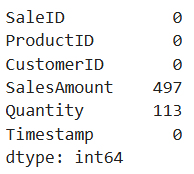 SaleID 0
ProductID 0
CustomerID 0
SalesAmount 497
Quantity 113
Timestamp 0
dtype: int64